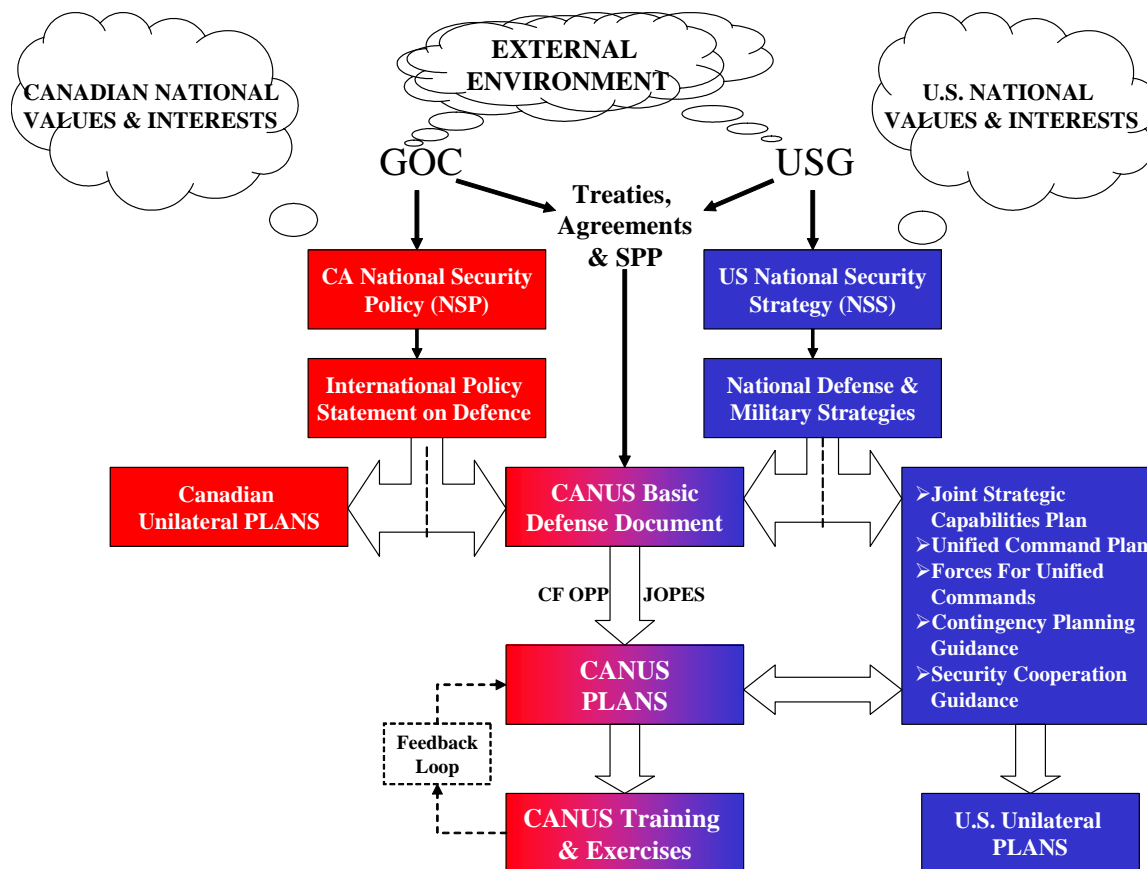 CANADIAN NATIONAL
VALUES & INTERESTS
EXTERNAL
ENVIRONMENT
U.S. NATIONAL
VALUES & INTERESTS
GOC
USG
Treaties,
Agreements
& SPP
CA National Security
Policy (NSP)
US National Security
Strategy (NSS)
International Policy
Statement on Defence
National Defense &
Military Strategies
Canadian
Unilateral PLANS
CANUS Basic
Defense Document
➢Joint Strategic
Capabilities Plan
➢Unified Command Plan
➢Forces For Unified
Commands
➢Contingency Planning
Guidance
➢Security Cooperation
Guidance
CF OPP
JOPES
CANUS
PLANS
Feedback
Loop
CANUS Training
& Exercises
U.S. Unilateral
PLANS